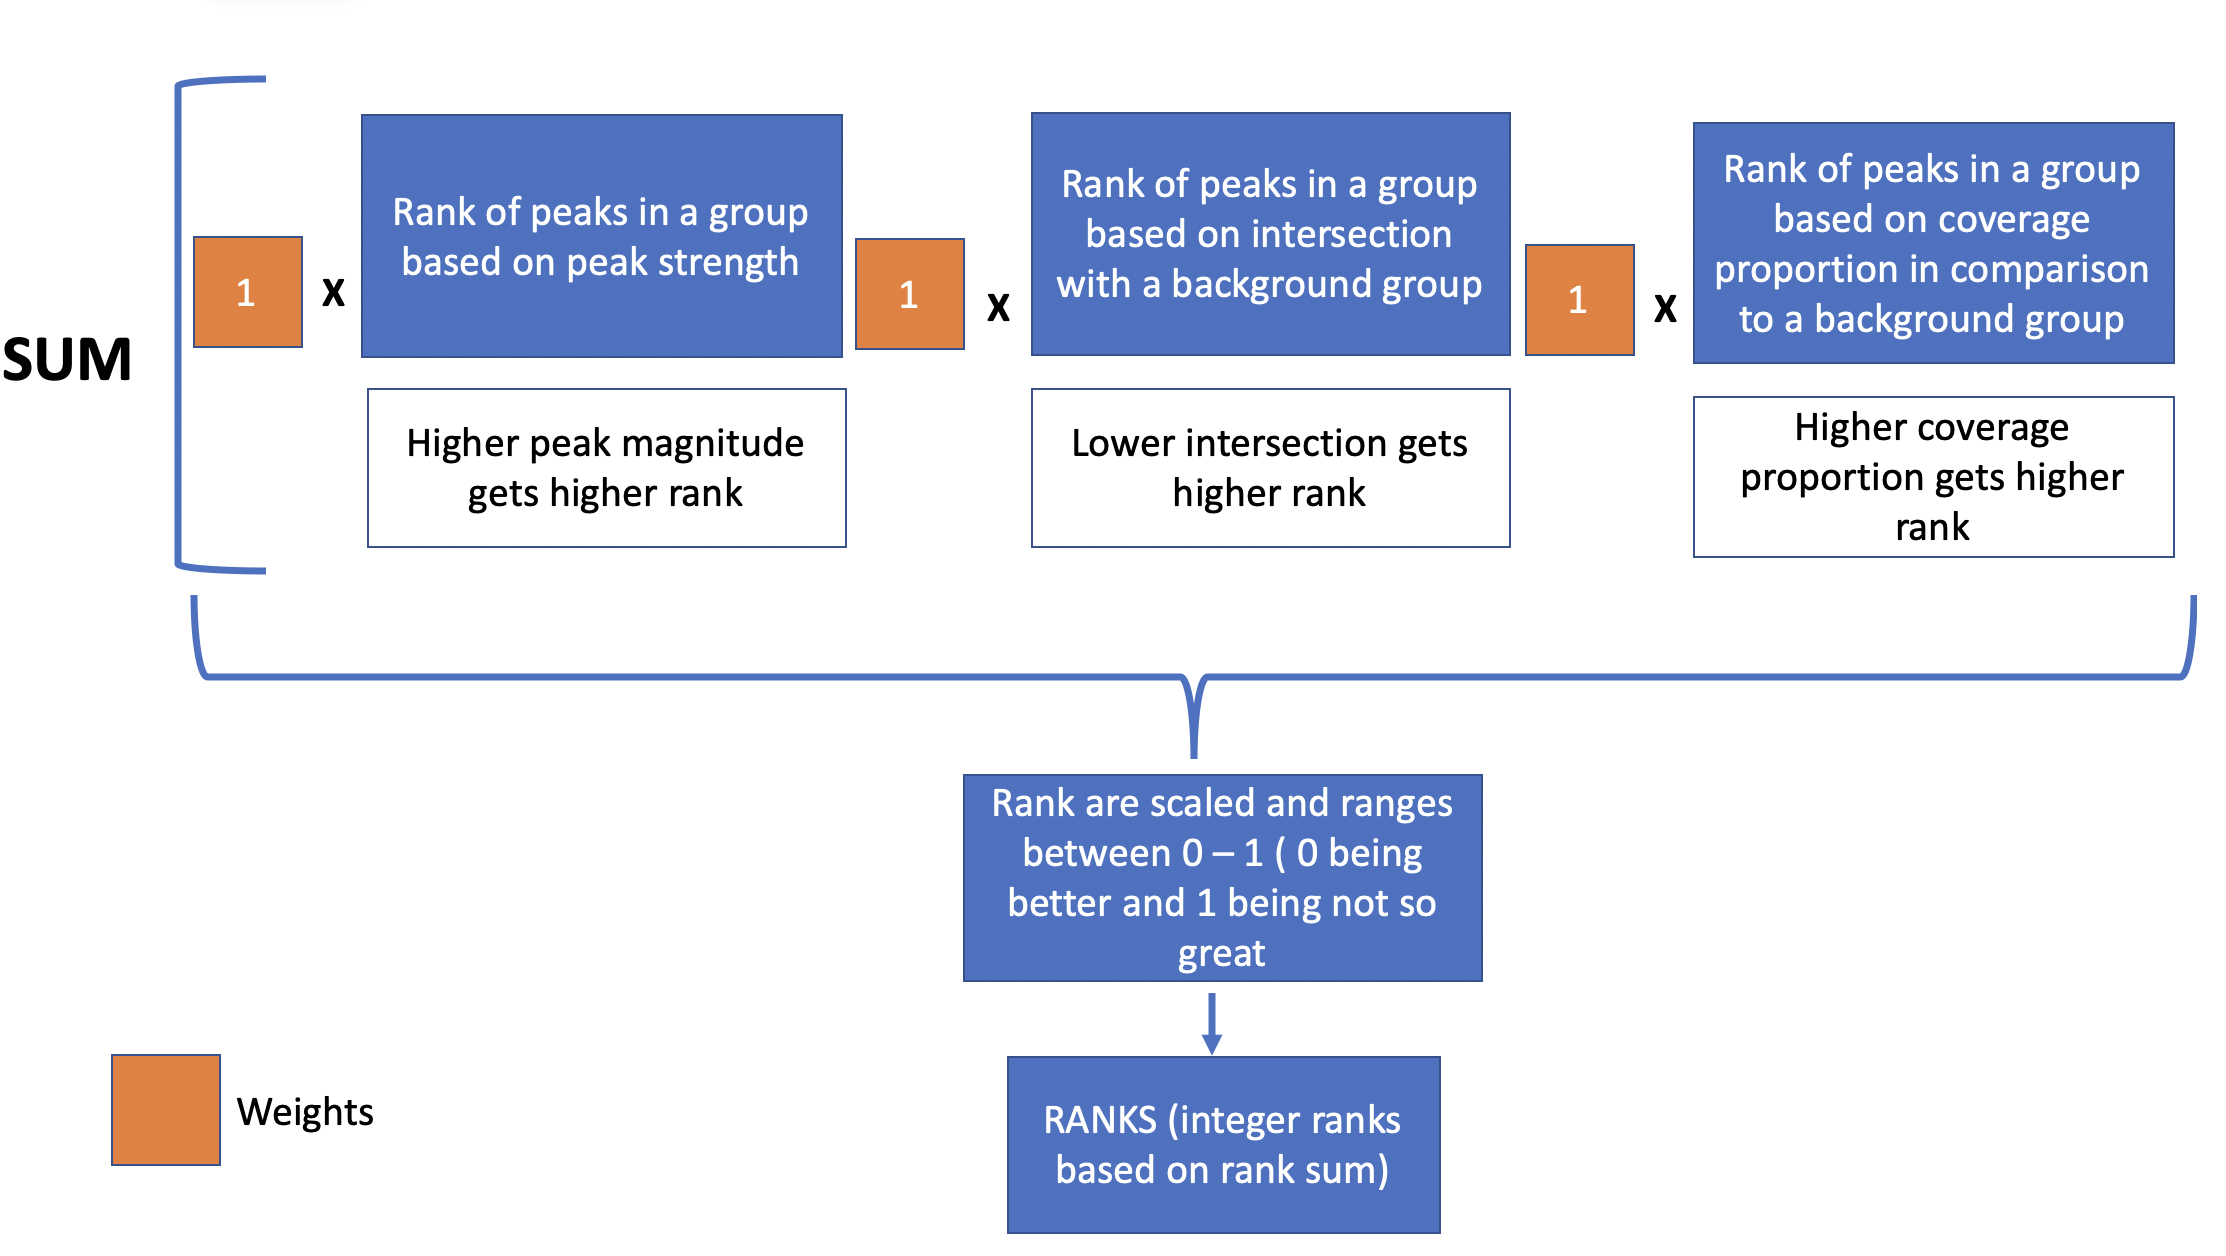 SUM
1
x
Rank of peaks in a group
based on peak strength
1
x
Rank of peaks in a group
based on intersection
with a background group
1
x
Rank of peaks in a group
based on coverage
proportion in comparison
to a background group
Higher peak magnitude
gets higher rank
Lower intersection gets
higher rank
Higher coverage
proportion gets higher
rank
Rank are scaled and ranges
between 0 – 1 ( 0 being
better and 1 being not so
great
RANKS (integer ranks
based on rank sum)
Weights